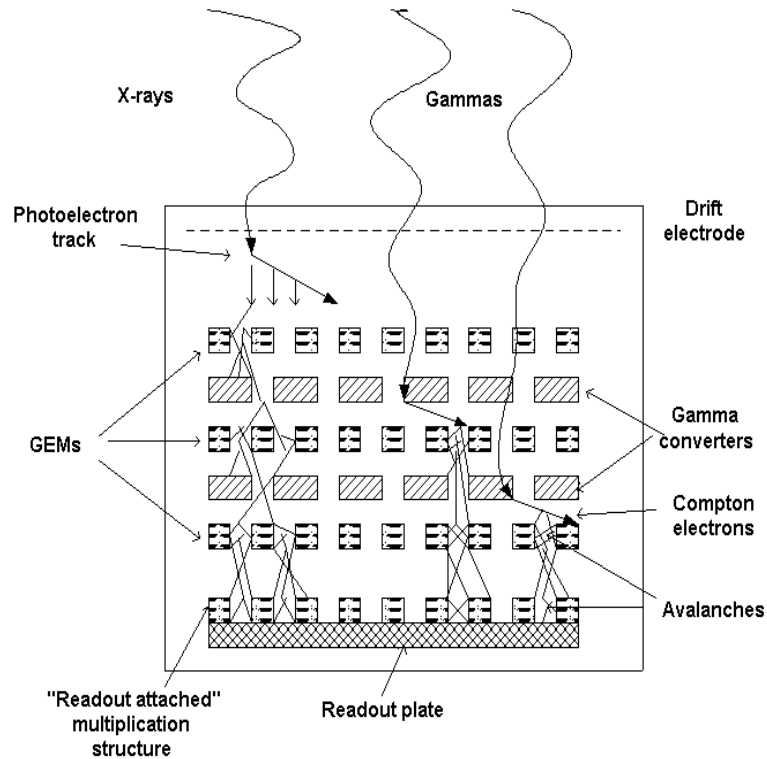 X-rays
Gammas
Photoelectron
track
Drift
electrode
GEMs
Gamma
converters
Compton
electrons
Avalanches
"Readout attached"
multiplication
structure
Readout plate